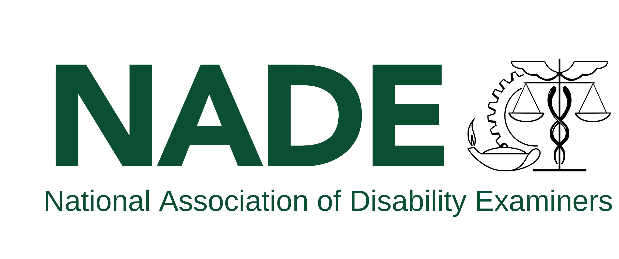 NADE
National Association of Disability Examiners